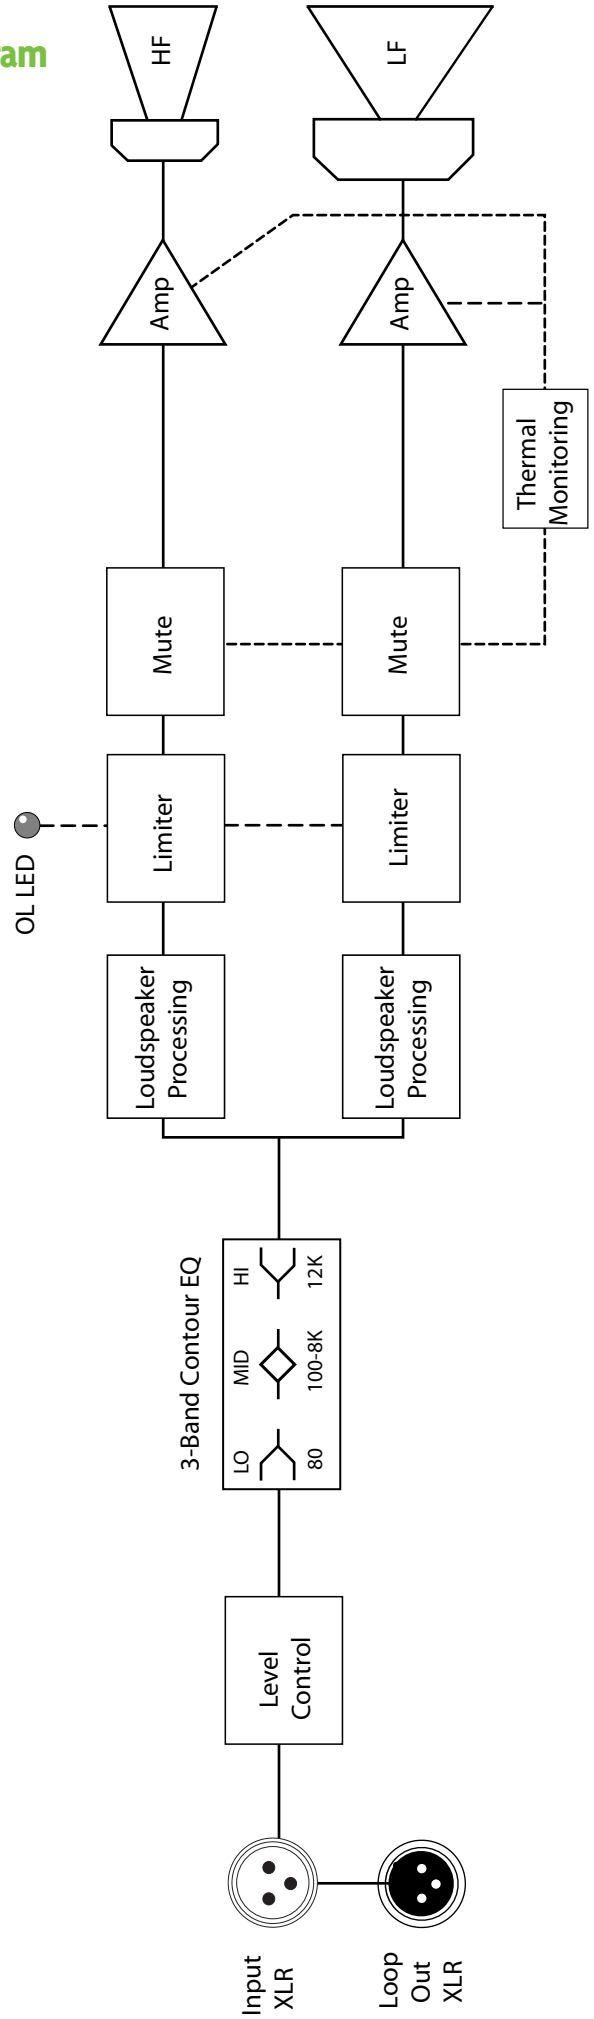 am
Input
XLR
Loop
Out
XLR
Level
Control
3-Band Contour EQ
LO
MID
HI
80
100-8K
12K
Loudspeaker
Processing
Loudspeaker
Processing
OL LED
Limiter
Limiter
Mute
Mute
Thermal
Monitoring
Amp
Amp
HF
LF